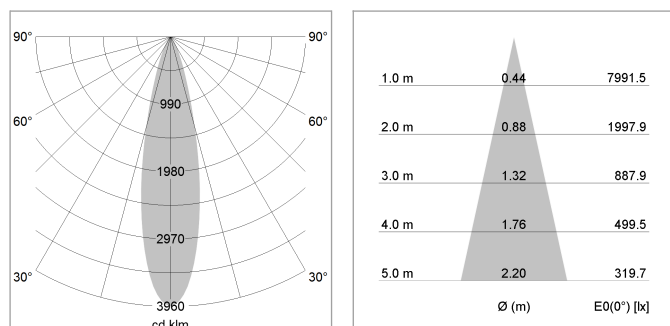 90° 90°
990
60° 60°
1980
2970
30° 30°
3960
cd klm
1.0 m 0.44 7991.5
2.0 m 0.88 1997.9
3.0 m 1.32 887.9
4.0 m 1.76 499.5
5.0 m 2.20 319.7
Ø (m) E0(0°) [lx]